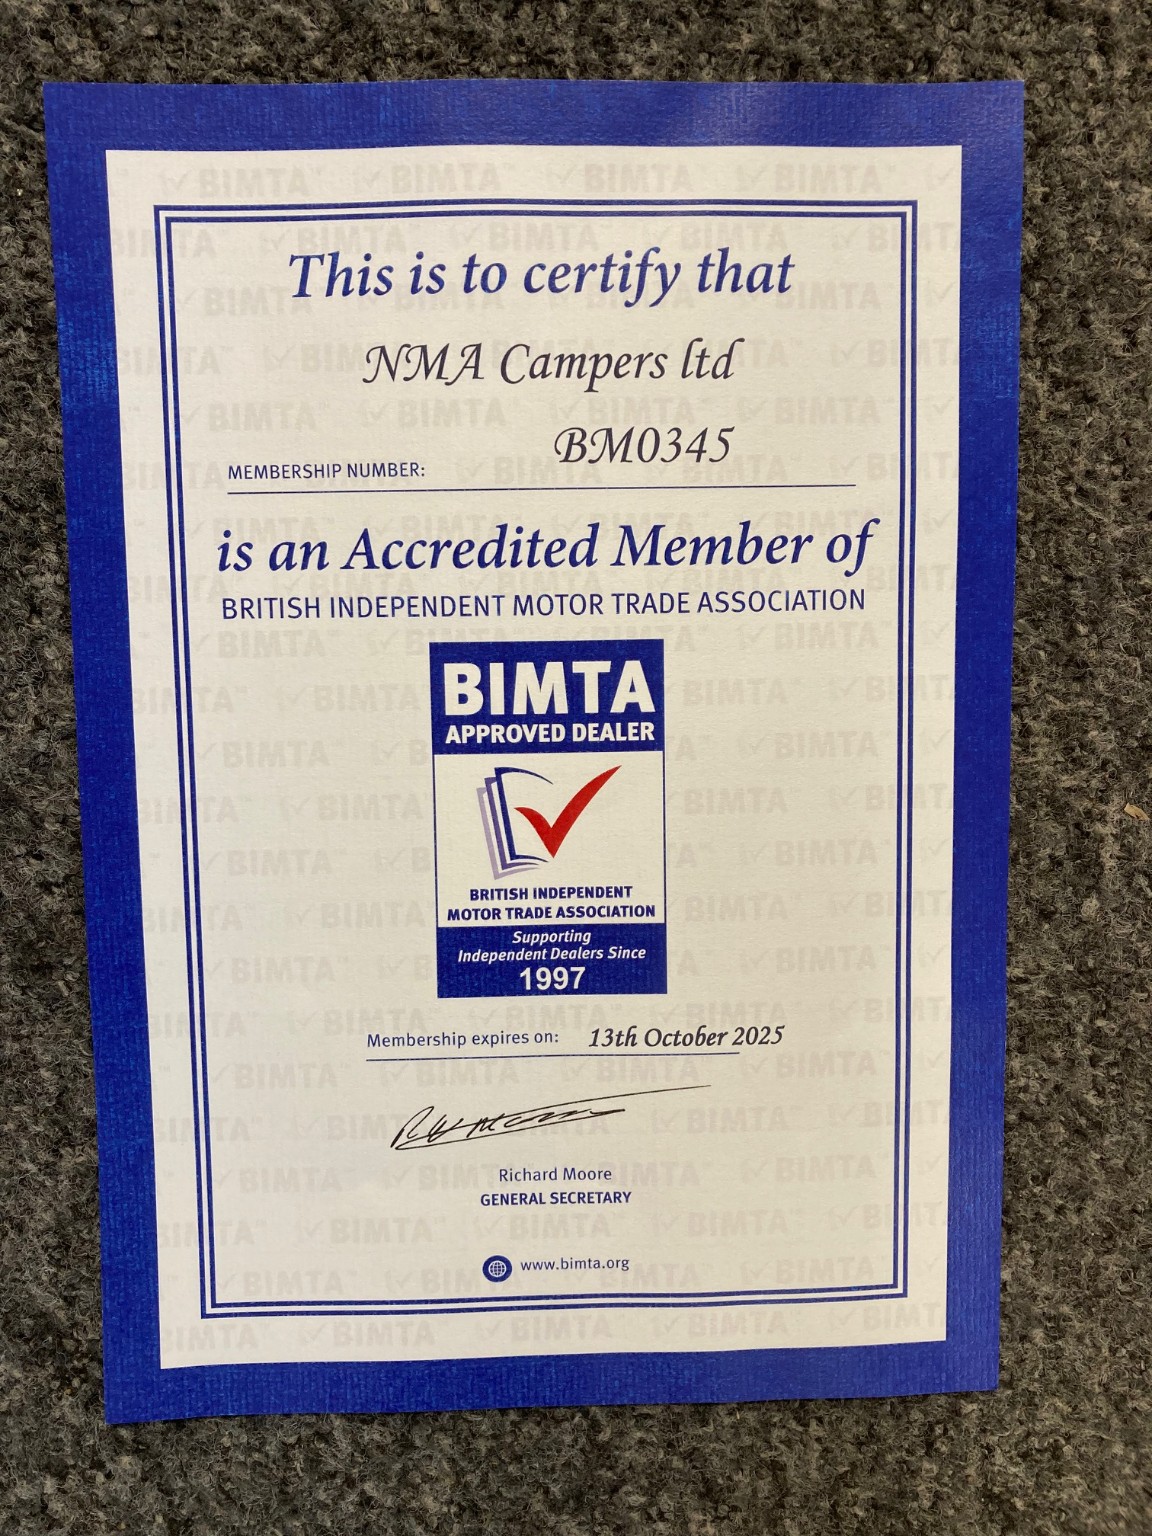 This is to certify that
NMA Campers ltd
MEMBERSHIP NUMBER: BM0345
is an Accredited Member of
BRITISH INDEPENDENT MOTOR TRADE ASSOCIATION
BIMTA
APPROVED DEALER
BRITISH INDEPENDENT
MOTOR TRADE ASSOCIATION
Supporting
Independent Dealers Since
1997
Membership expires on: 13th October 2025
Richard Moore
GENERAL SECRETARY
www.bimta.org